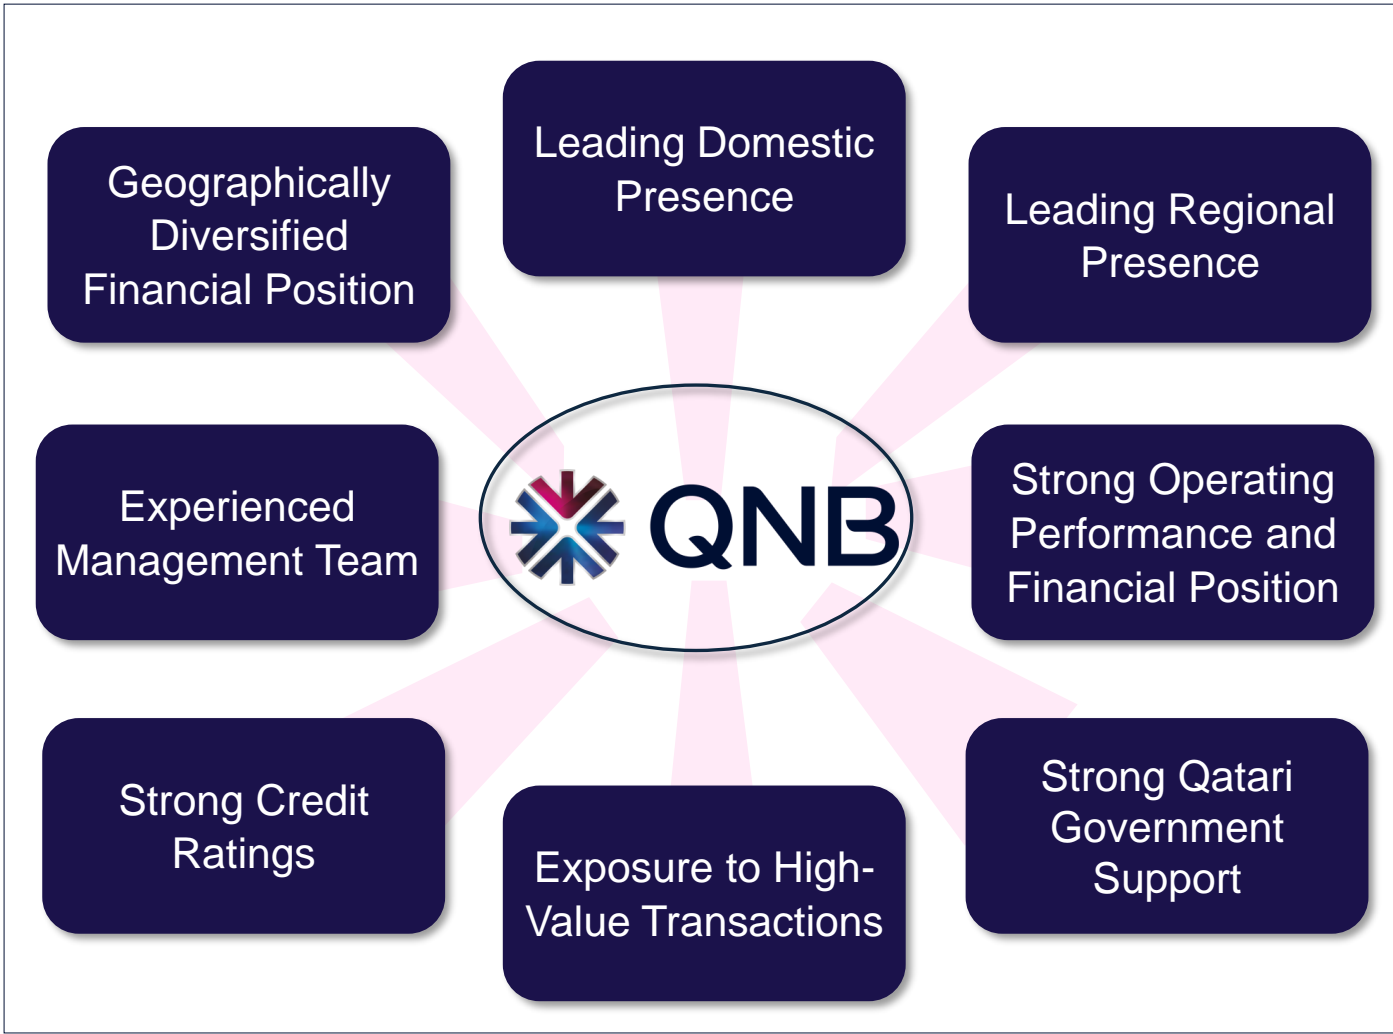 Leading Domestic
Presence
Geographically
Diversified
Financial Position
Leading Regional
Presence
Experienced
Management Team
QNB
Strong Operating
Performance and
Financial Position
Strong Credit
Ratings
Exposure to High-
Value Transactions
Strong Qatari
Government
Support